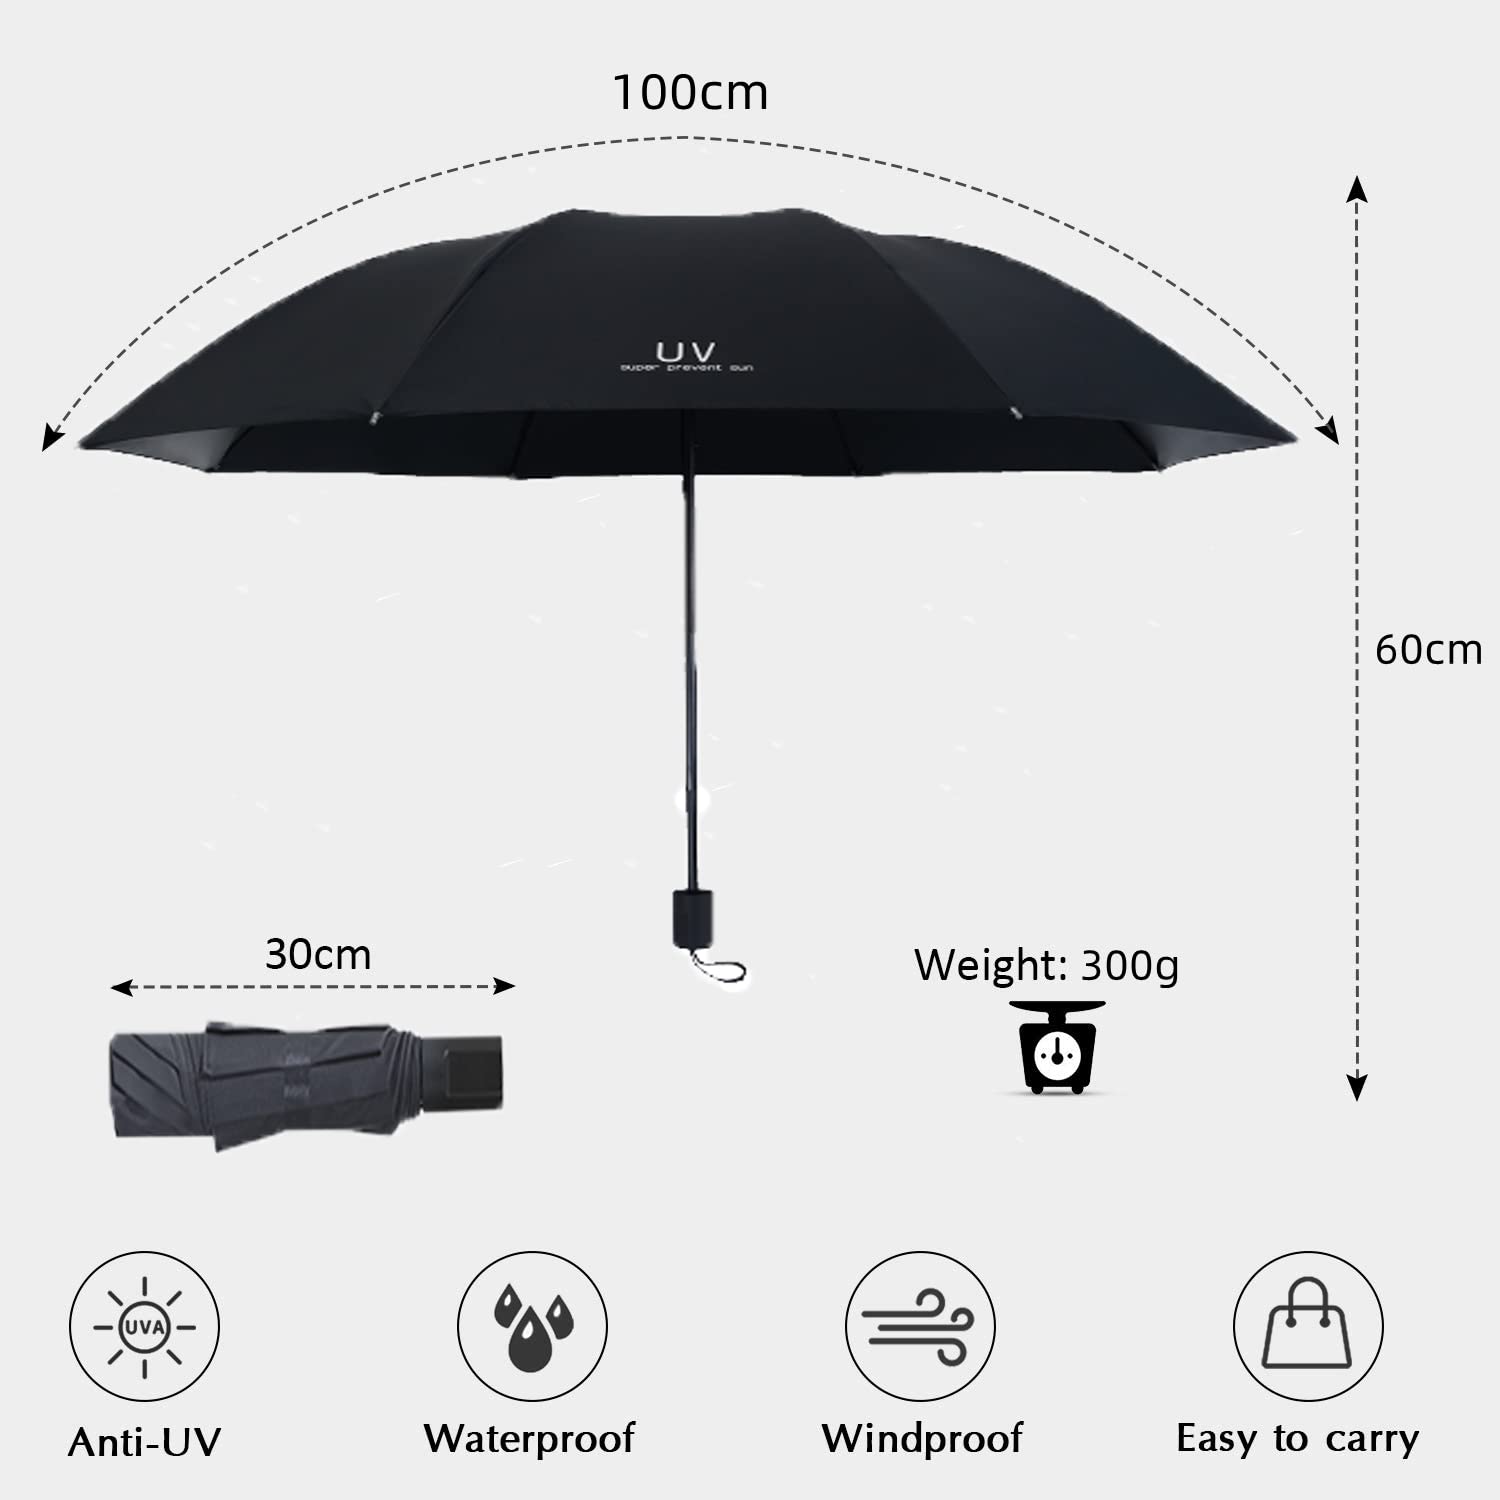 100cm
UV
super prevent sun
60cm
30cm
Weight: 300g
UVA
Anti-UV
Waterproof
Windproof
Easy to carry